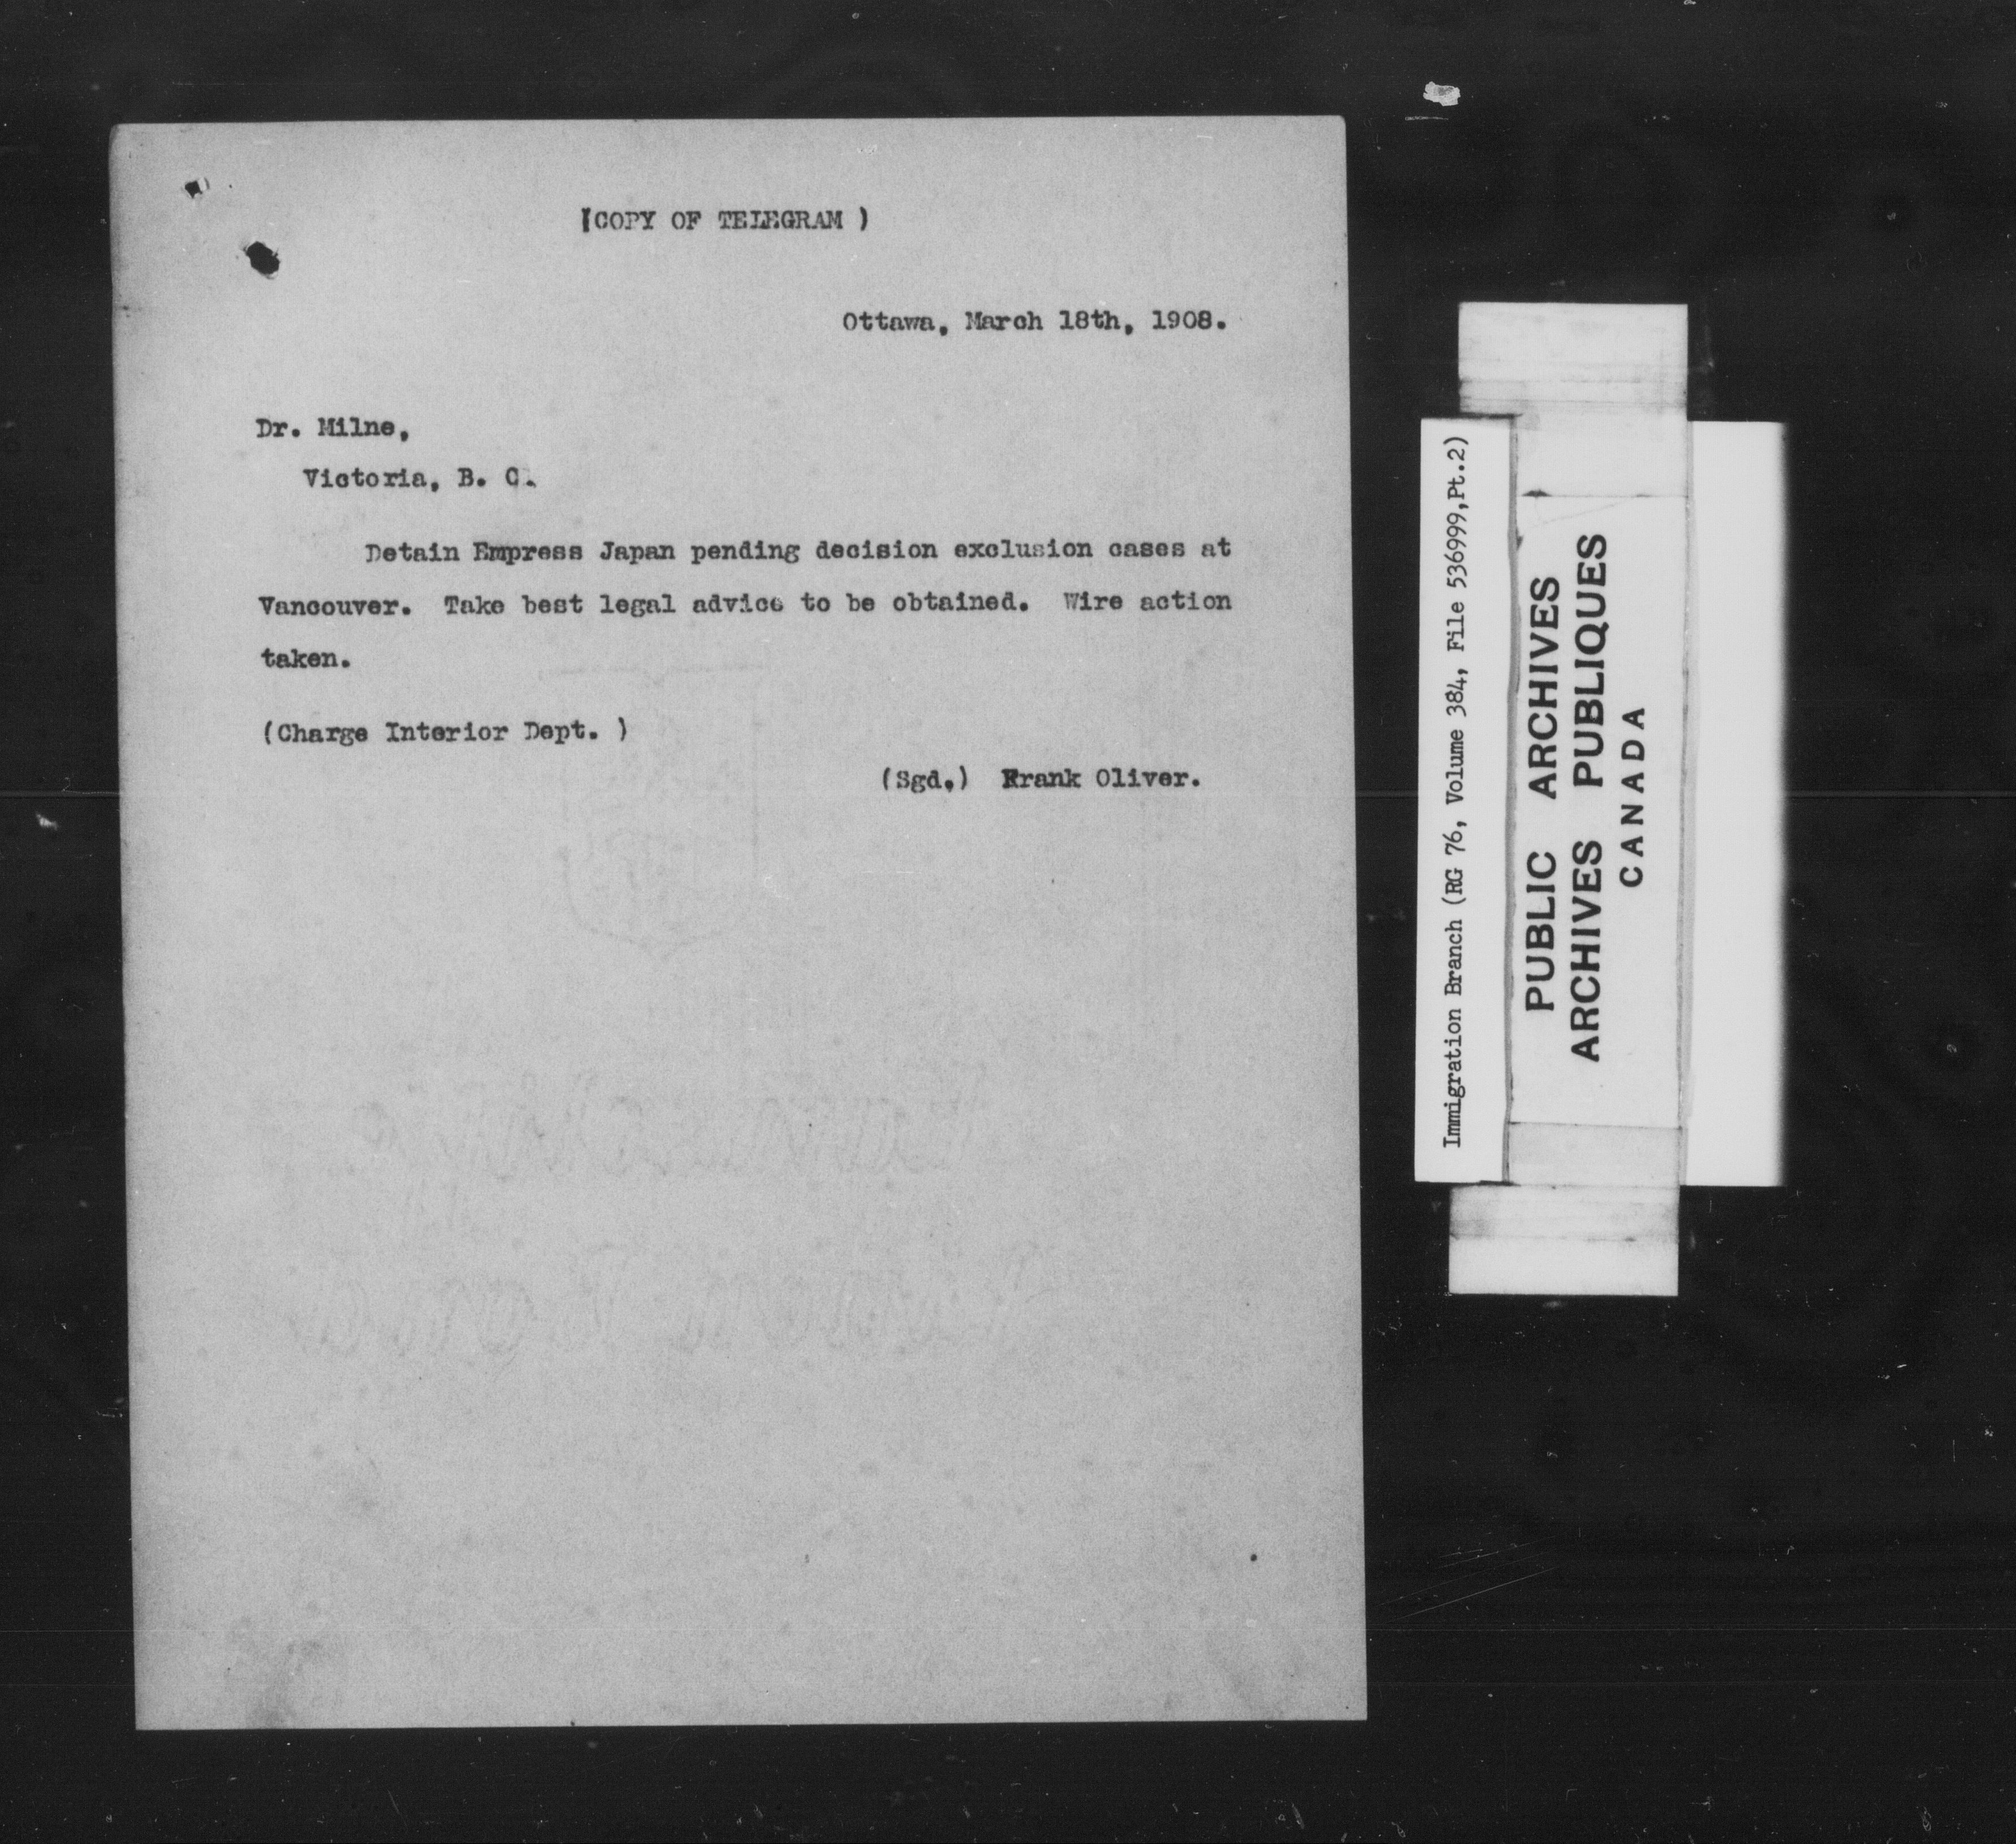 (COPY OF TELEGRAM )
Ottawa, March 18th, 1908.
Dr. Milne,
Victoria, B. C.
Detain Empress Japan pending decision exclusion cases at
Vancouver. Take best legal advice to be obtained. Wire action
taken.
(Charge Interior Dept. )
(Sgd.) Frank Oliver.
Immigration Branch (RG 76, Volume 384, File 536999,Pt.2)
PUBLIC ARCHIVES
ARCHIVES PUBLIQUES
CANADA